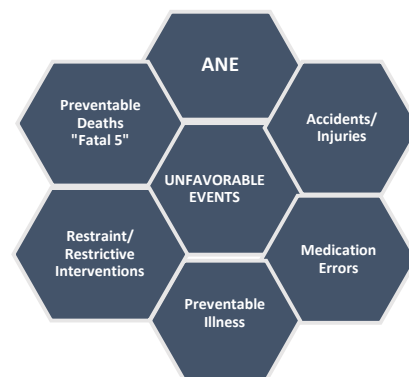 ANE
Preventable
Deaths
"Fatal 5"
Accidents/
Injuries
UNFAVORABLE
EVENTS
Restraint/
Restrictive
Interventions
Medication
Errors
Preventable
Illness